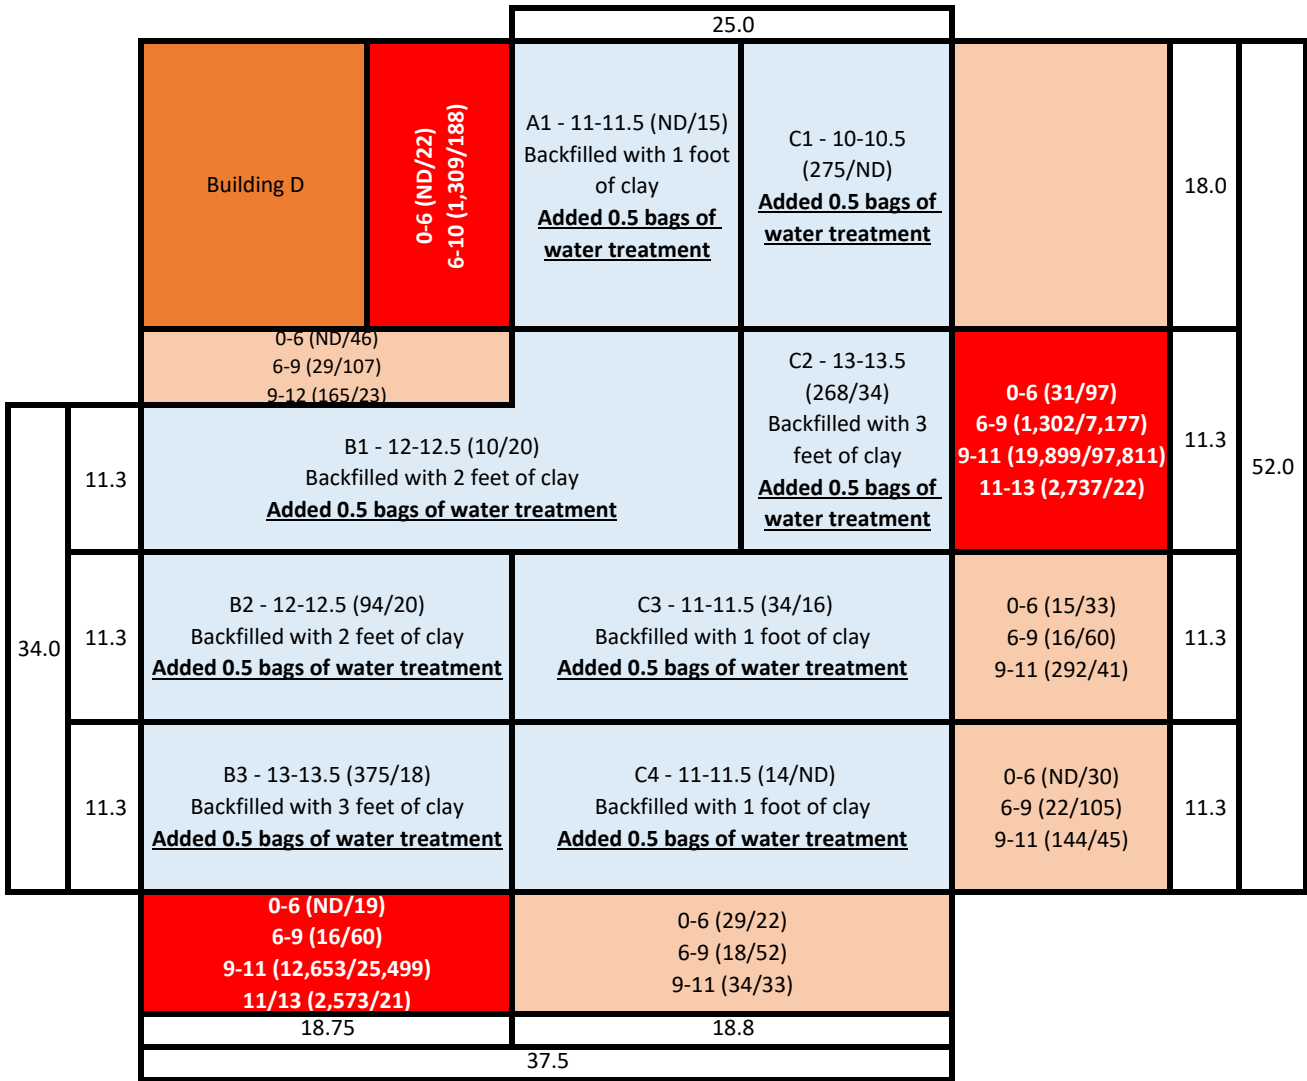 25.0
Building D
0-6 (ND/22)
6-10 (1,309/188)
A1 - 11-11.5 (ND/15)
Backfilled with 1 foot
of clay
Added 0.5 bags of
water treatment
C1 - 10-10.5
(275/ND)
Added 0.5 bags of
water treatment
18.0
0-6 (ND/46)
6-9 (29/107)
9-12 (165/23)
C2 - 13-13.5
(268/34)
Backfilled with 3
feet of clay
Added 0.5 bags of
water treatment
0-6 (31/97)
6-9 (1,302/7,177)
9-11 (19,899/97,811)
11-13 (2,737/22)
11.3
52.0
11.3
B1 - 12-12.5 (10/20)
Backfilled with 2 feet of clay
Added 0.5 bags of water treatment
34.0
11.3
B2 - 12-12.5 (94/20)
Backfilled with 2 feet of clay
Added 0.5 bags of water treatment
C3 - 11-11.5 (34/16)
Backfilled with 1 foot of clay
Added 0.5 bags of water treatment
0-6 (15/33)
6-9 (16/60)
9-11 (292/41)
11.3
11.3
B3 - 13-13.5 (375/18)
Backfilled with 3 feet of clay
Added 0.5 bags of water treatment
C4 - 11-11.5 (14/ND)
Backfilled with 1 foot of clay
Added 0.5 bags of water treatment
0-6 (ND/30)
6-9 (22/105)
9-11 (144/45)
11.3
0-6 (ND/19)
6-9 (16/60)
9-11 (12,653/25,499)
11/13 (2,573/21)
0-6 (29/22)
6-9 (18/52)
9-11 (34/33)
18.75
18.8
37.5